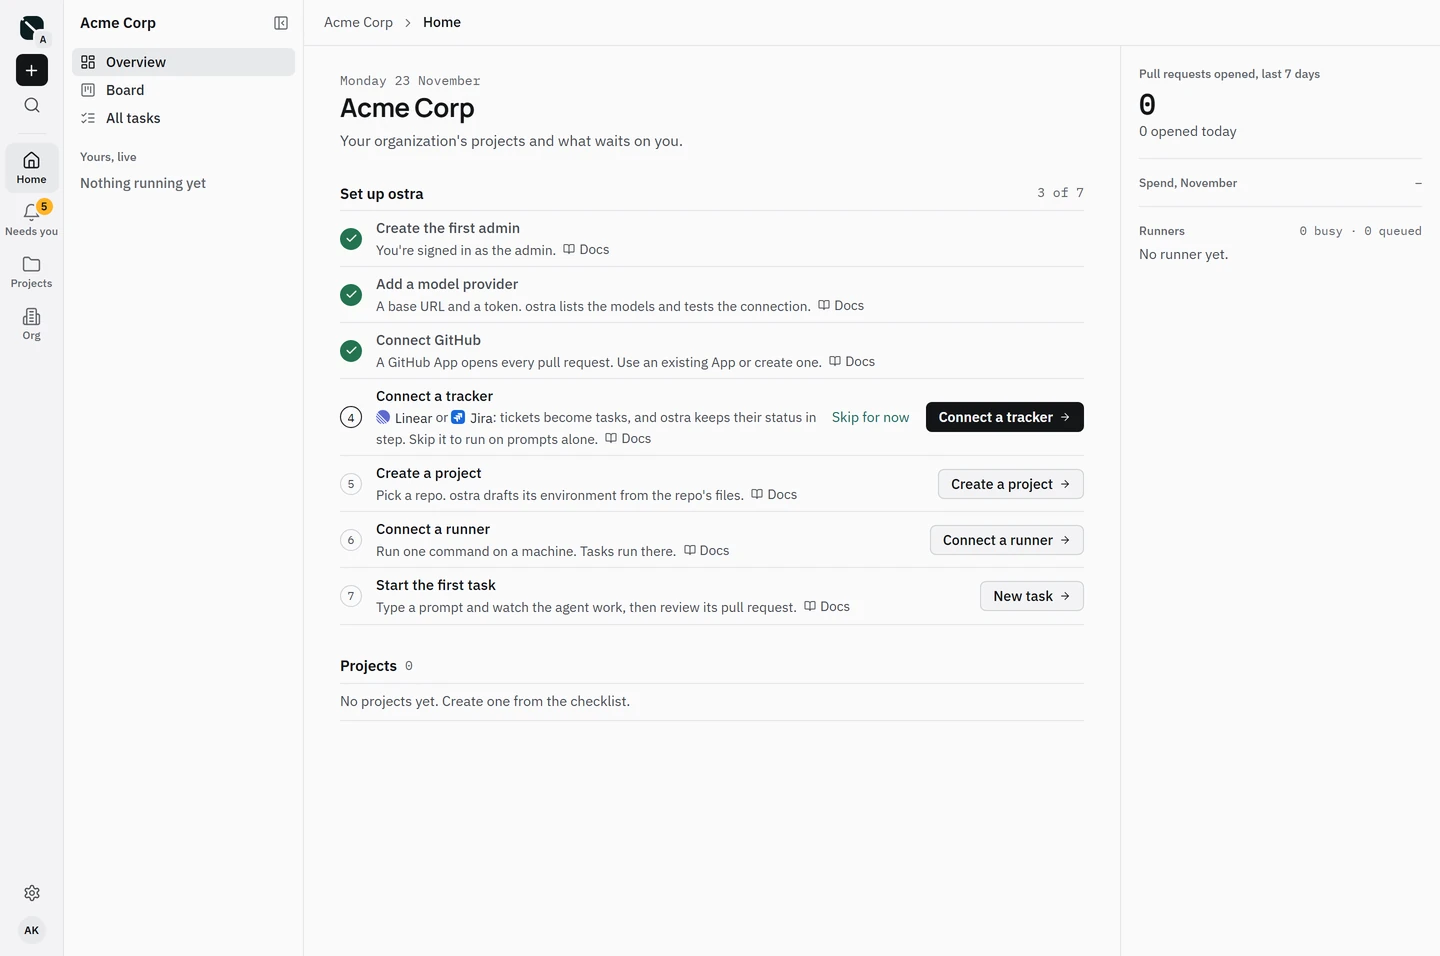 A
Home
5
Needs you
Projects
Org
AK
Acme Corp
Overview
Board
All tasks
Yours, live
Nothing running yet
Acme Corp > Home
Monday 23 November
Acme Corp
Your organization's projects and what waits on you.
Set up ostra 3 of 7
Create the first admin
You're signed in as the admin. Docs
Add a model provider
A base URL and a token. ostra lists the models and tests the connection. Docs
Connect GitHub
A GitHub App opens every pull request. Use an existing App or create one. Docs
4 Connect a tracker
Linear or Jira: tickets become tasks, and ostra keeps their status in
step. Skip it to run on prompts alone. Docs
Skip for now Connect a tracker →
5 Create a project
Pick a repo. ostra drafts its environment from the repo's files. Docs
Create a project →
6 Connect a runner
Run one command on a machine. Tasks run there. Docs
Connect a runner →
7 Start the first task
Type a prompt and watch the agent work, then review its pull request. Docs
New task →
Projects 0
No projects yet. Create one from the checklist.
Pull requests opened, last 7 days
0
0 opened today
Spend, November –
Runners 0 busy · 0 queued
No runner yet.